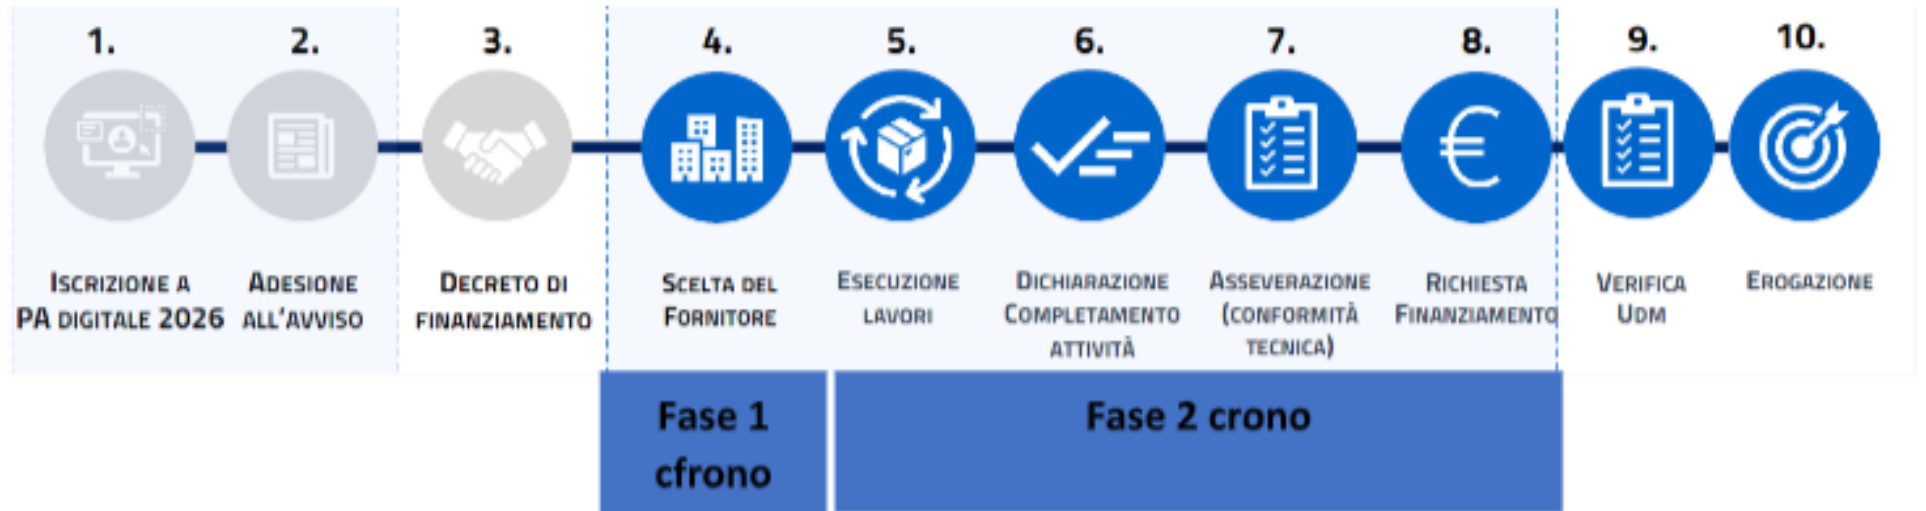 1.
ISCRIZIONE A
PA DIGITALE 2026
2.
ADESIONE
ALL'AVVISO
3.
DECRETO DI
FINANZIAMENTO
4.
SCELTA DEL
FORNITORE
5.
ESECUZIONE
LAVORI
6.
DICHIARAZIONE
COMPLETAMENTO
ATTIVITÀ
7.
ASSEVERAZIONE
(CONFORMITÀ
TECNICA)
8.
€
RICHIESTA
FINANZIAMENTO
9.
VERIFICA
UDM
10.
EROGAZIONE
Fase 1
cfrono
Fase 2 crono